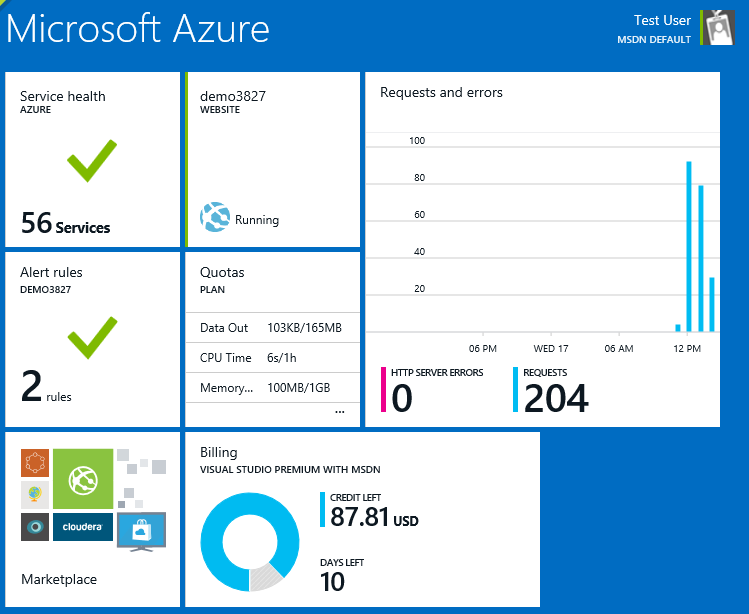 Microsoft Azure
Test User
MSDN DEFAULT
Service health
AZURE
56 Services
demo3827
WEBSITE
Running
Requests and errors
100
80
60
40
20
06 PM WED 17 06 AM 12 PM
HTTP SERVER ERRORS
0
REQUESTS
204
Alert rules
DEMO3827
2 rules
Quotas
PLAN
Data Out 103KB/165MB
CPU Time 6s/1h
Memory... 100MB/1GB
...
cloudera
Marketplace
Billing
VISUAL STUDIO PREMIUM WITH MSDN
CREDIT LEFT
87.81 USD
DAYS LEFT
10